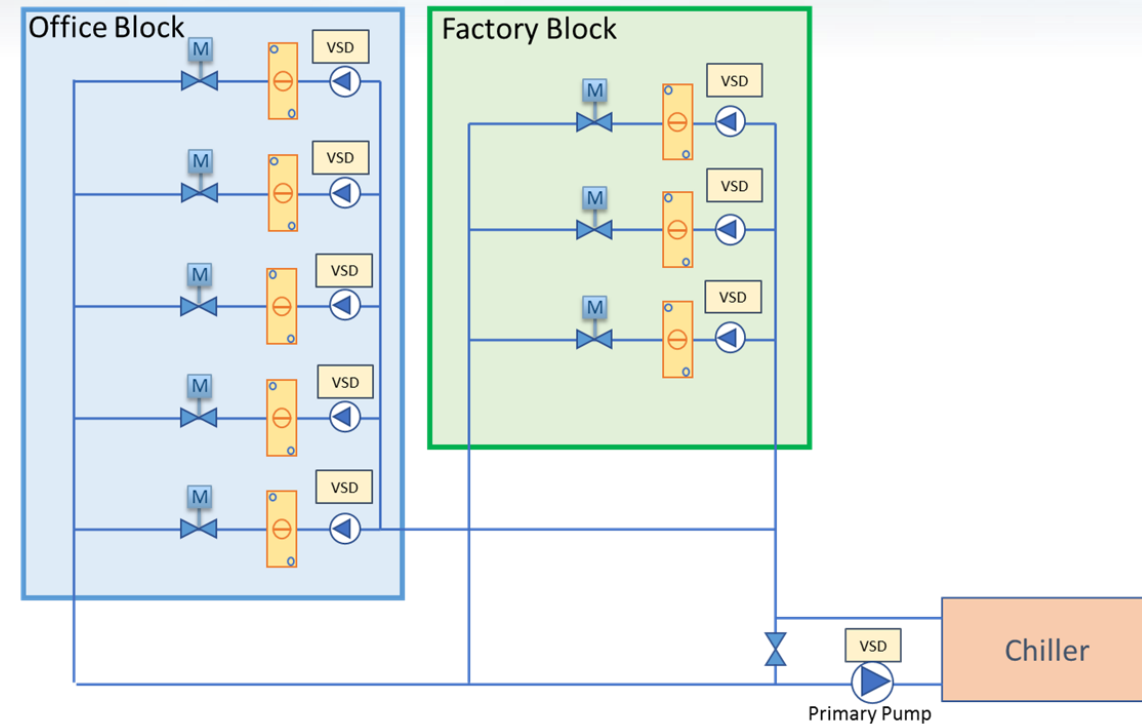 Office Block
Factory Block
M
VSD
M
VSD
M
VSD
M
VSD
M
VSD
M
VSD
M
VSD
M
VSD
VSD
Chiller
Primary Pump